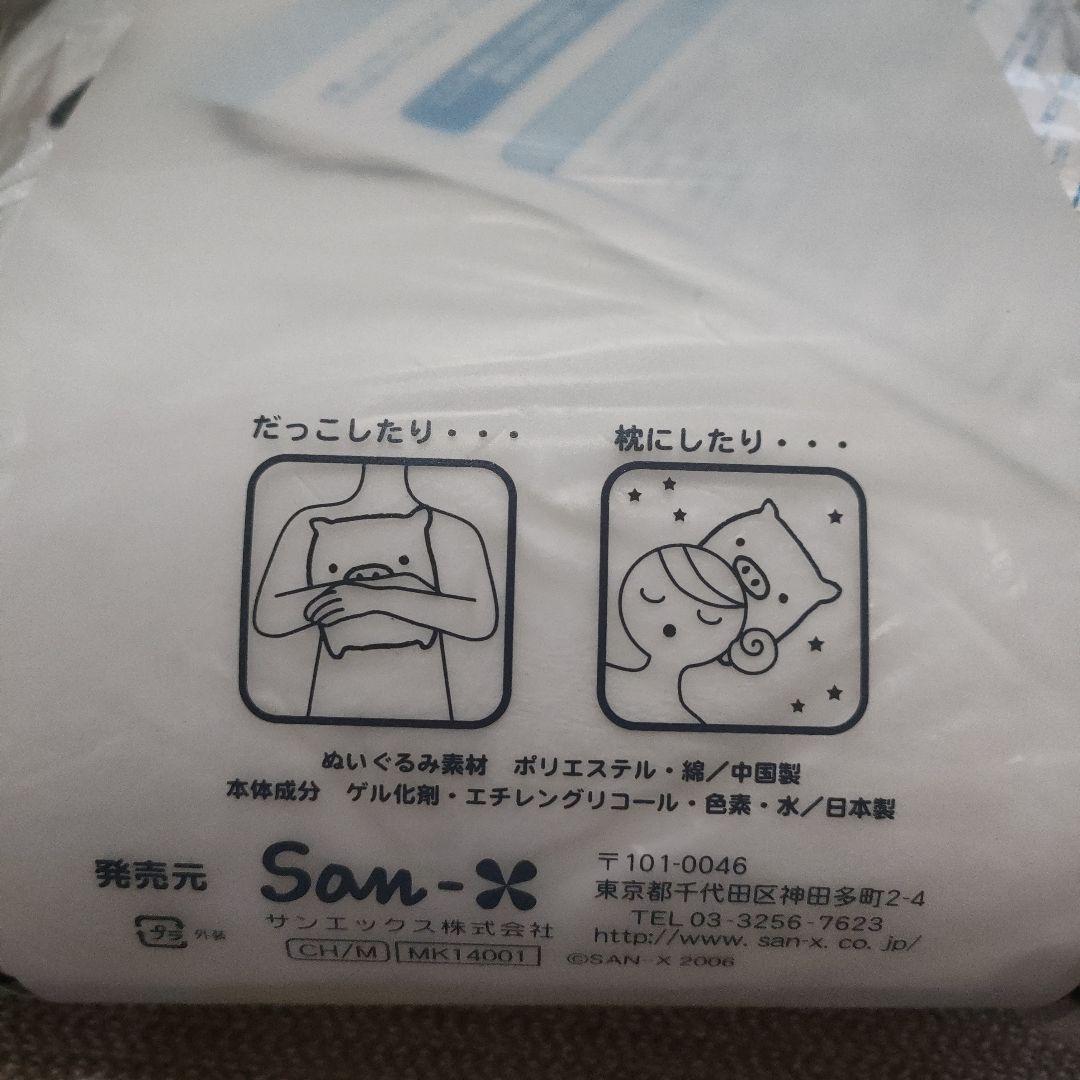 だっこしたり・・・
枕にしたり・・・
ぬいぐるみ素材 ポリエステル・綿／中国製
本体成分 ゲル化剤・エチレングリコール・色素・水／日本製
発売元
San-X
サンエックス株式会社
プラ 外装
CH/M MK14001
〒101-0046
東京都千代田区神田多町2-4
TEL 03-3256-7623
http://www.san-x.co.jp/
©SAN-X 2006